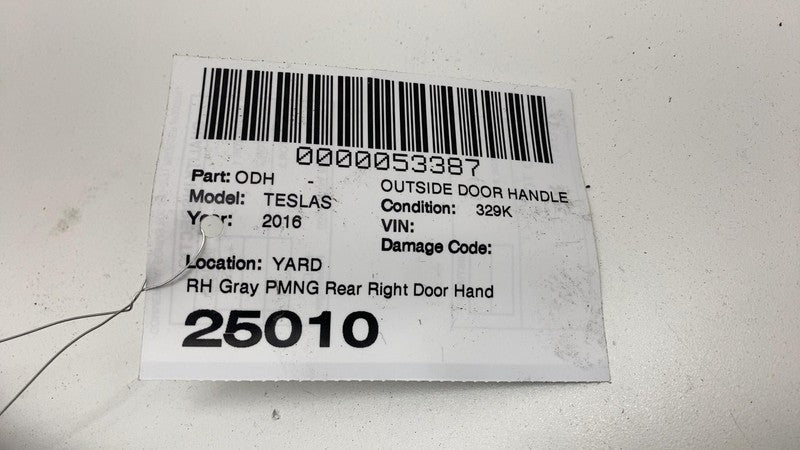 0000053387
Part: ODH - OUTSIDE DOOR HANDLE
Model: TESLAS Condition: 329K
Year: 2016 VIN:
Damage Code:
Location: YARD
RH Gray PMNG Rear Right Door Hand
25010